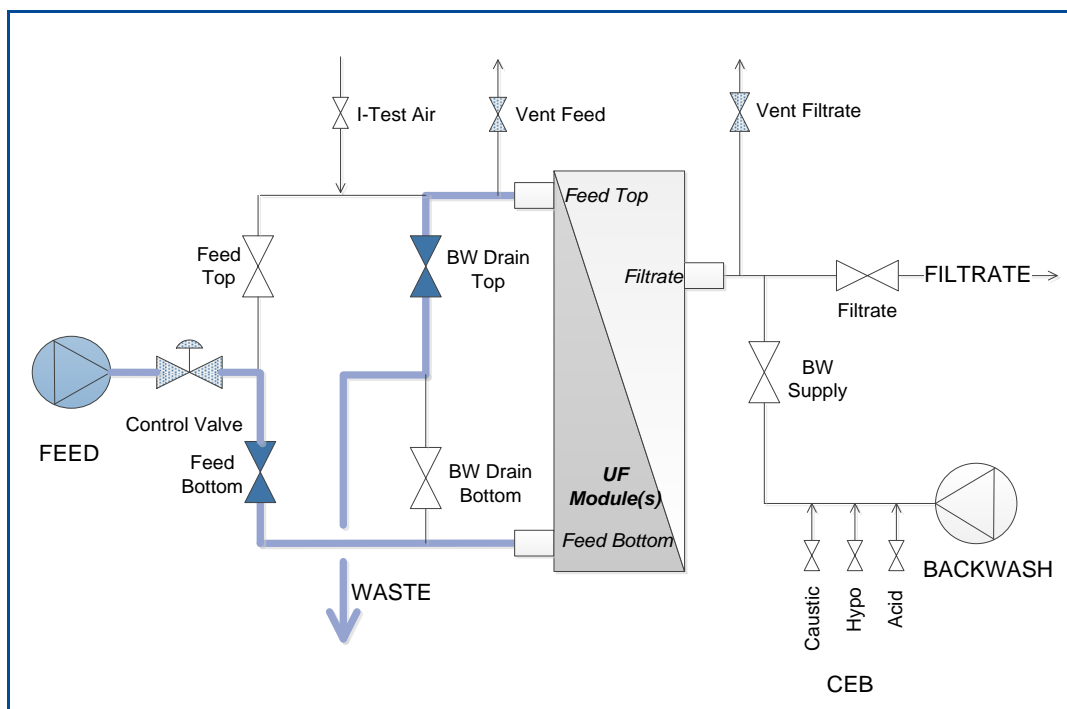 I-Test Air
Vent Feed
Vent Filtrate
Feed Top
Feed
Top
BW Drain
Top
Filtrate
FILTRATE
Filtrate
BW
Supply
Control Valve
FEED
Feed
Bottom
BW Drain
Bottom
UF
Module(s)
Feed Bottom
WASTE
BACKWASH
Caustic
Hypo
Acid
CEB